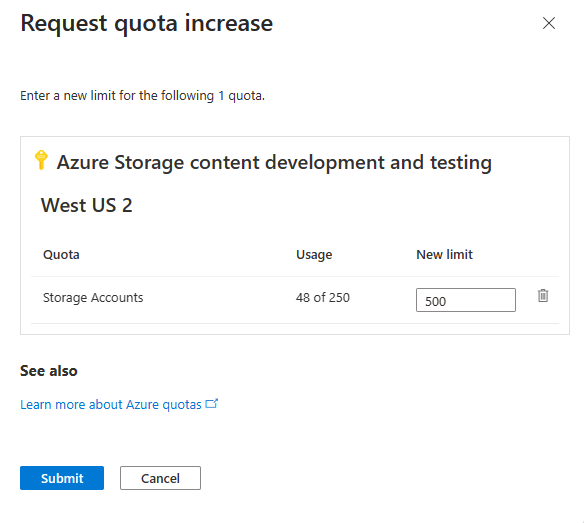 Request quota increase
Enter a new limit for the following 1 quota.
Azure Storage content development and testing
West US 2
Quota Usage New limit
Storage Accounts 48 of 250 500
See also
Learn more about Azure quotas
Submit Cancel